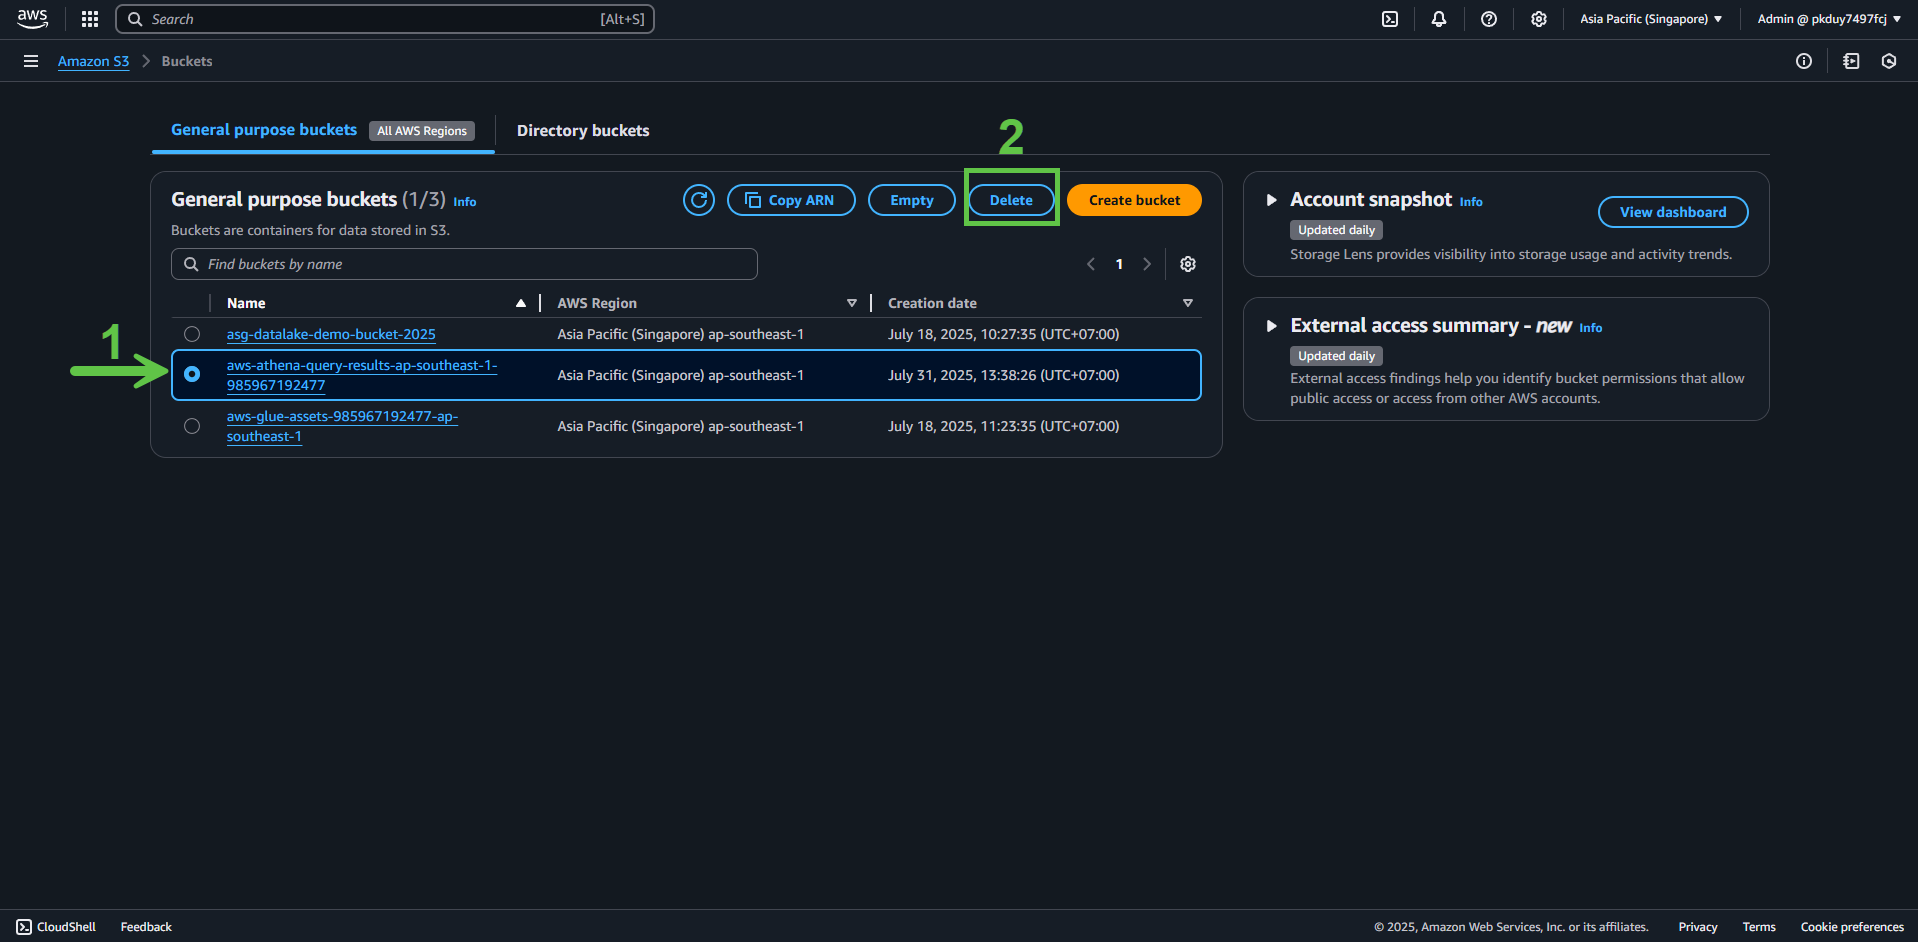 aws
Search [Alt+S]
Asia Pacific (Singapore)
Admin @ pkduy7497fcj
Amazon S3
Buckets
General purpose buckets
All AWS Regions
Directory buckets
2
General purpose buckets (1/3) Info
Copy ARN
Empty
Delete
Create bucket
Buckets are containers for data stored in S3.
Find buckets by name
1
Name
AWS Region
Creation date
asg-datalake-demo-bucket-2025
Asia Pacific (Singapore) ap-southeast-1
July 18, 2025, 10:27:35 (UTC+07:00)
1
aws-athena-query-results-ap-southeast-1-
985967192477
Asia Pacific (Singapore) ap-southeast-1
July 31, 2025, 13:38:26 (UTC+07:00)
aws-glue-assets-985967192477-ap-
southeast-1
Asia Pacific (Singapore) ap-southeast-1
July 18, 2025, 11:23:35 (UTC+07:00)
Account snapshot Info
View dashboard
Updated daily
Storage Lens provides visibility into storage usage and activity trends.
External access summary - new Info
Updated daily
External access findings help you identify bucket permissions that allow
public access or access from other AWS accounts.
CloudShell
Feedback
© 2025, Amazon Web Services, Inc. or its affiliates.
Privacy
Terms
Cookie preferences